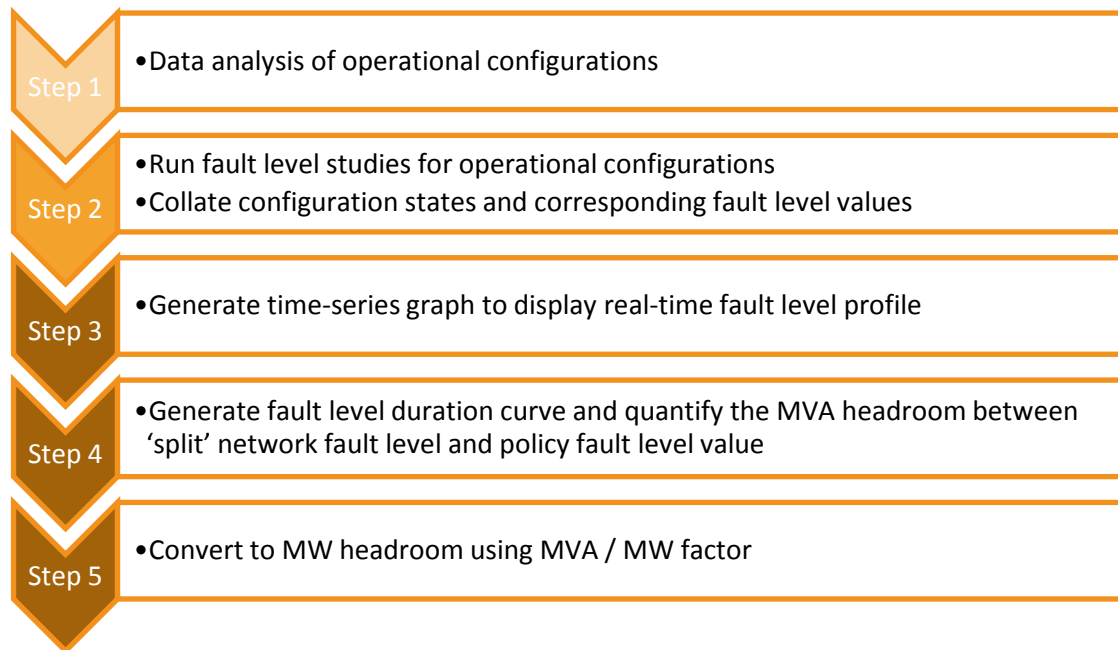 Step 1
•Data analysis of operational configurations
Step 2
•Run fault level studies for operational configurations
•Collate configuration states and corresponding fault level values
Step 3
•Generate time-series graph to display real-time fault level profile
Step 4
•Generate fault level duration curve and quantify the MVA headroom between
‘split’ network fault level and policy fault level value
Step 5
•Convert to MW headroom using MVA / MW factor